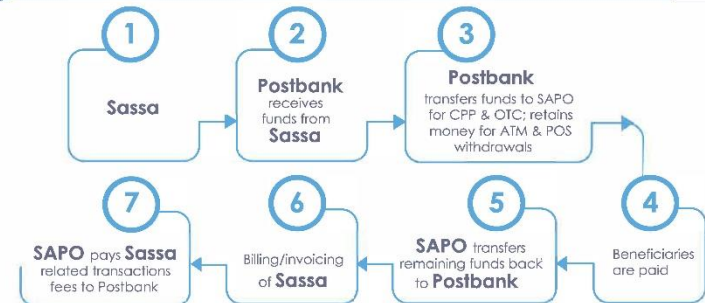 1
Sassa
2
Postbank
receives
funds from
Sassa
3
Postbank
transfers funds to SAPO
for CPP & OTC; retains
money for ATM & POS
withdrawals
4
Beneficiaries
are paid
5
SAPO transfers
remaining funds back
to Postbank
6
Billing/invoicing
of Sassa
7
SAPO pays Sassa
related transactions
fees to Postbank